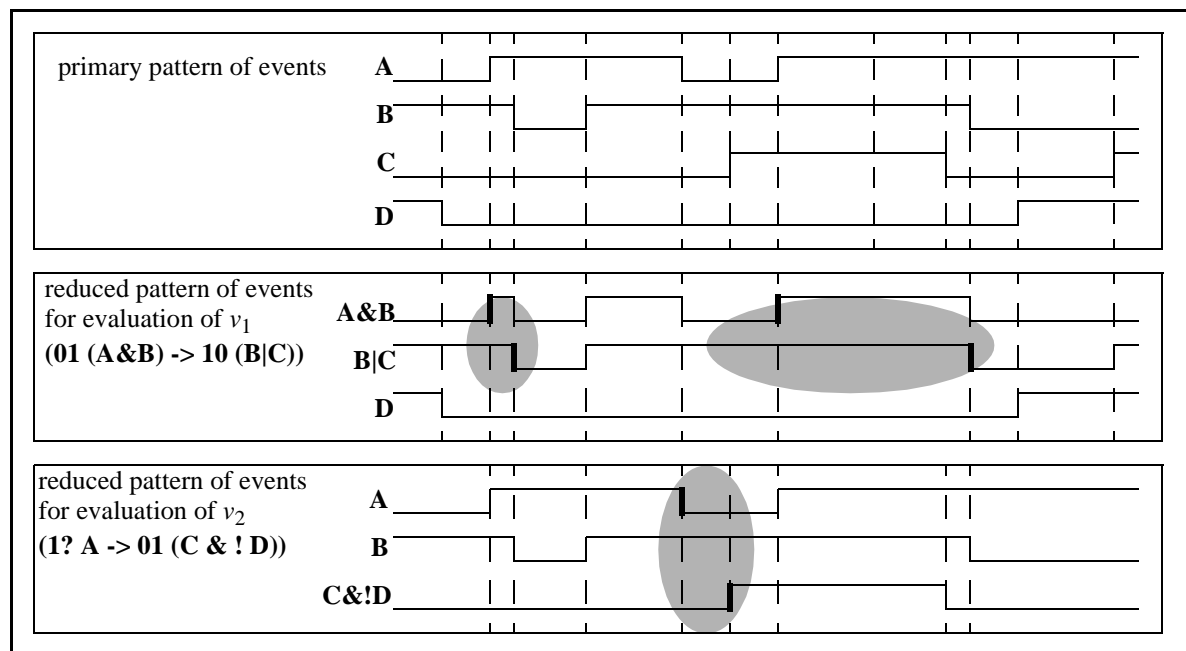 primary pattern of events
A
B
C
D
reduced pattern of events
for evaluation of v1
(01 (A&B) -> 10 (B|C))
A&B
B|C
D
reduced pattern of events
for evaluation of v2
(1? A -> 01 (C & ! D))
A
B
C&!D